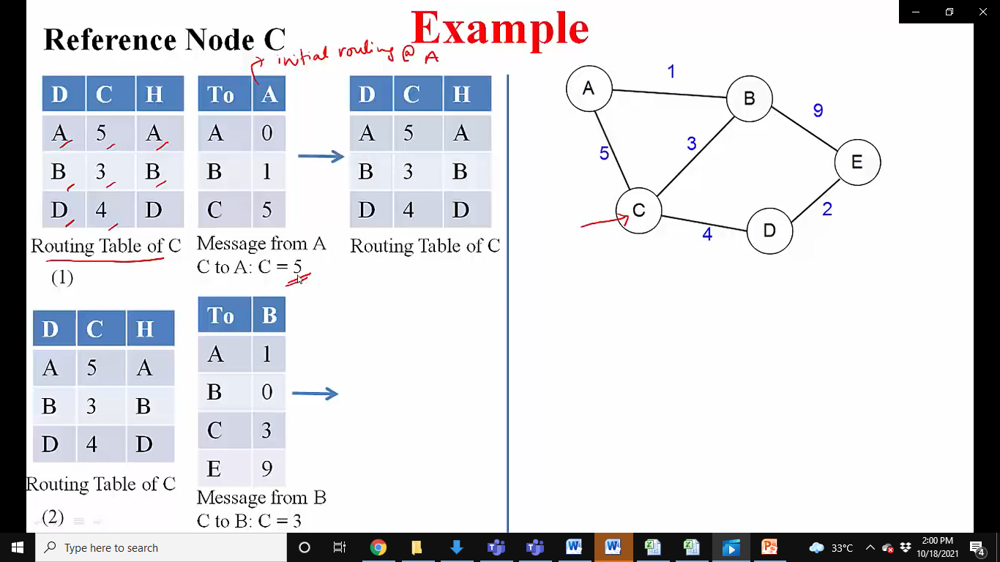 Example
Reference Node C
initial routing @ A
D C H
A 5 A
B 3 B
D 4 D
Routing Table of C
(1)
To A
A 0
B 1
C 5
Message from A
C to A: C = 5
D C H
A 5 A
B 3 B
D 4 D
Routing Table of C
D C H
A 5 A
B 3 B
D 4 D
Routing Table of C
(2)
To B
A 1
B 0
C 3
E 9
Message from B
C to B: C = 3
A
1
B
9
5
3
E
C
4
D
2
Type here to search
33°C
2:00 PM
10/18/2021
4